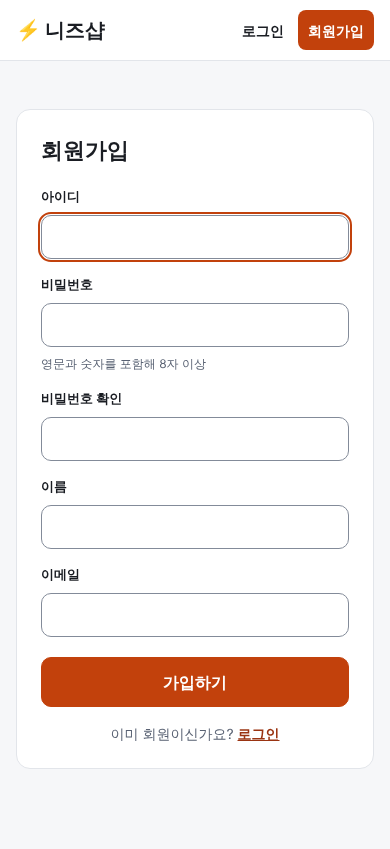 ⚡ 니즈샵
로그인
회원가입
회원가입
아이디
비밀번호
영문과 숫자를 포함해 8자 이상
비밀번호 확인
이름
이메일
가입하기
이미 회원이신가요? 로그인